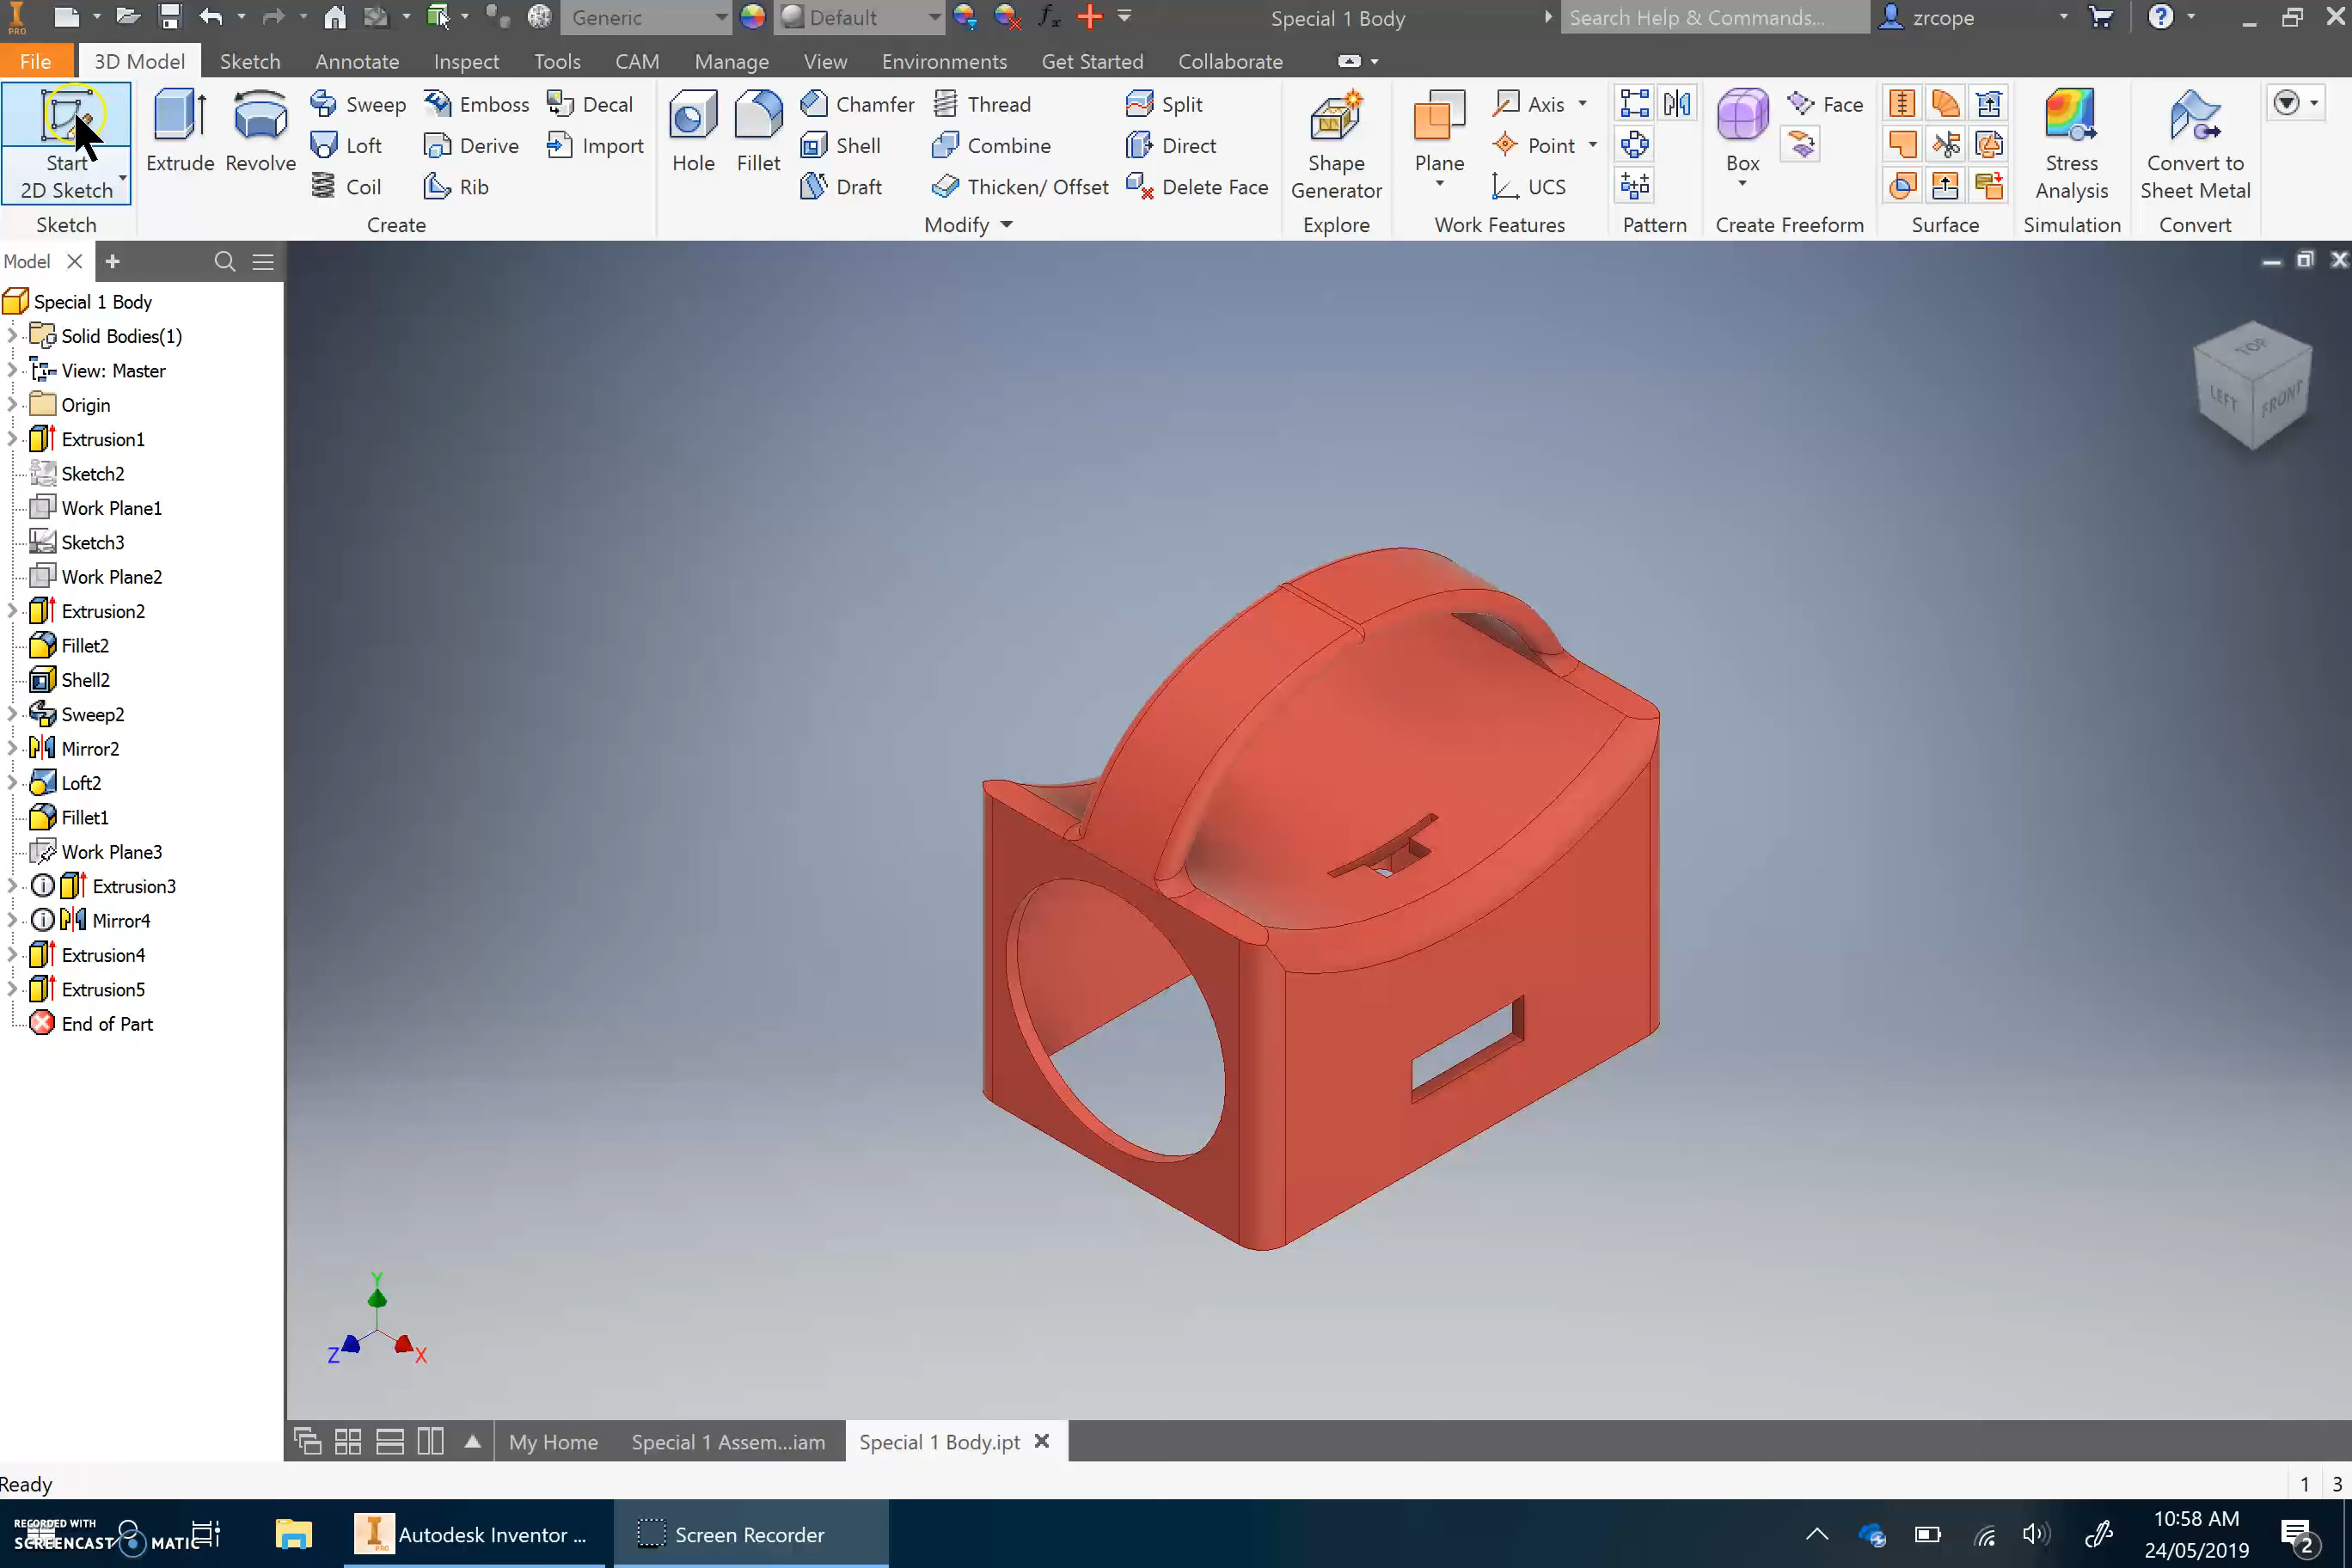 PRO
Generic
Default
Special 1 Body
Search Help & Commands...
zrcope
File
3D Model
Sketch
Annotate
Inspect
Tools
CAM
Manage
View
Environments
Get Started
Collaborate
Start
2D Sketch
Extrude
Revolve
Sweep
Emboss
Decal
Loft
Derive
Import
Coil
Rib
Hole
Fillet
Chamfer
Thread
Split
Shell
Combine
Direct
Draft
Thicken/ Offset
Delete Face
Shape
Generator
Plane
Axis
Point
UCS
Box
Face
Stress
Analysis
Convert to
Sheet Metal
Sketch
Create
Modify
Explore
Work Features
Pattern
Create Freeform
Surface
Simulation
Convert
Model
Special 1 Body
Solid Bodies(1)
View: Master
Origin
Extrusion1
Sketch2
Work Plane1
Sketch3
Work Plane2
Extrusion2
Fillet2
Shell2
Sweep2
Mirror2
Loft2
Fillet1
Work Plane3
Extrusion3
Mirror4
Extrusion4
Extrusion5
End of Part
TOP
LEFT
FRONT
Y
Z
X
My Home
Special 1 Assem...iam
Special 1 Body.ipt
Ready
1
3
RECORDED WITH
SCREENCAST MATIC
PRO
Autodesk Inventor ...
Screen Recorder
10:58 AM
24/05/2019
2